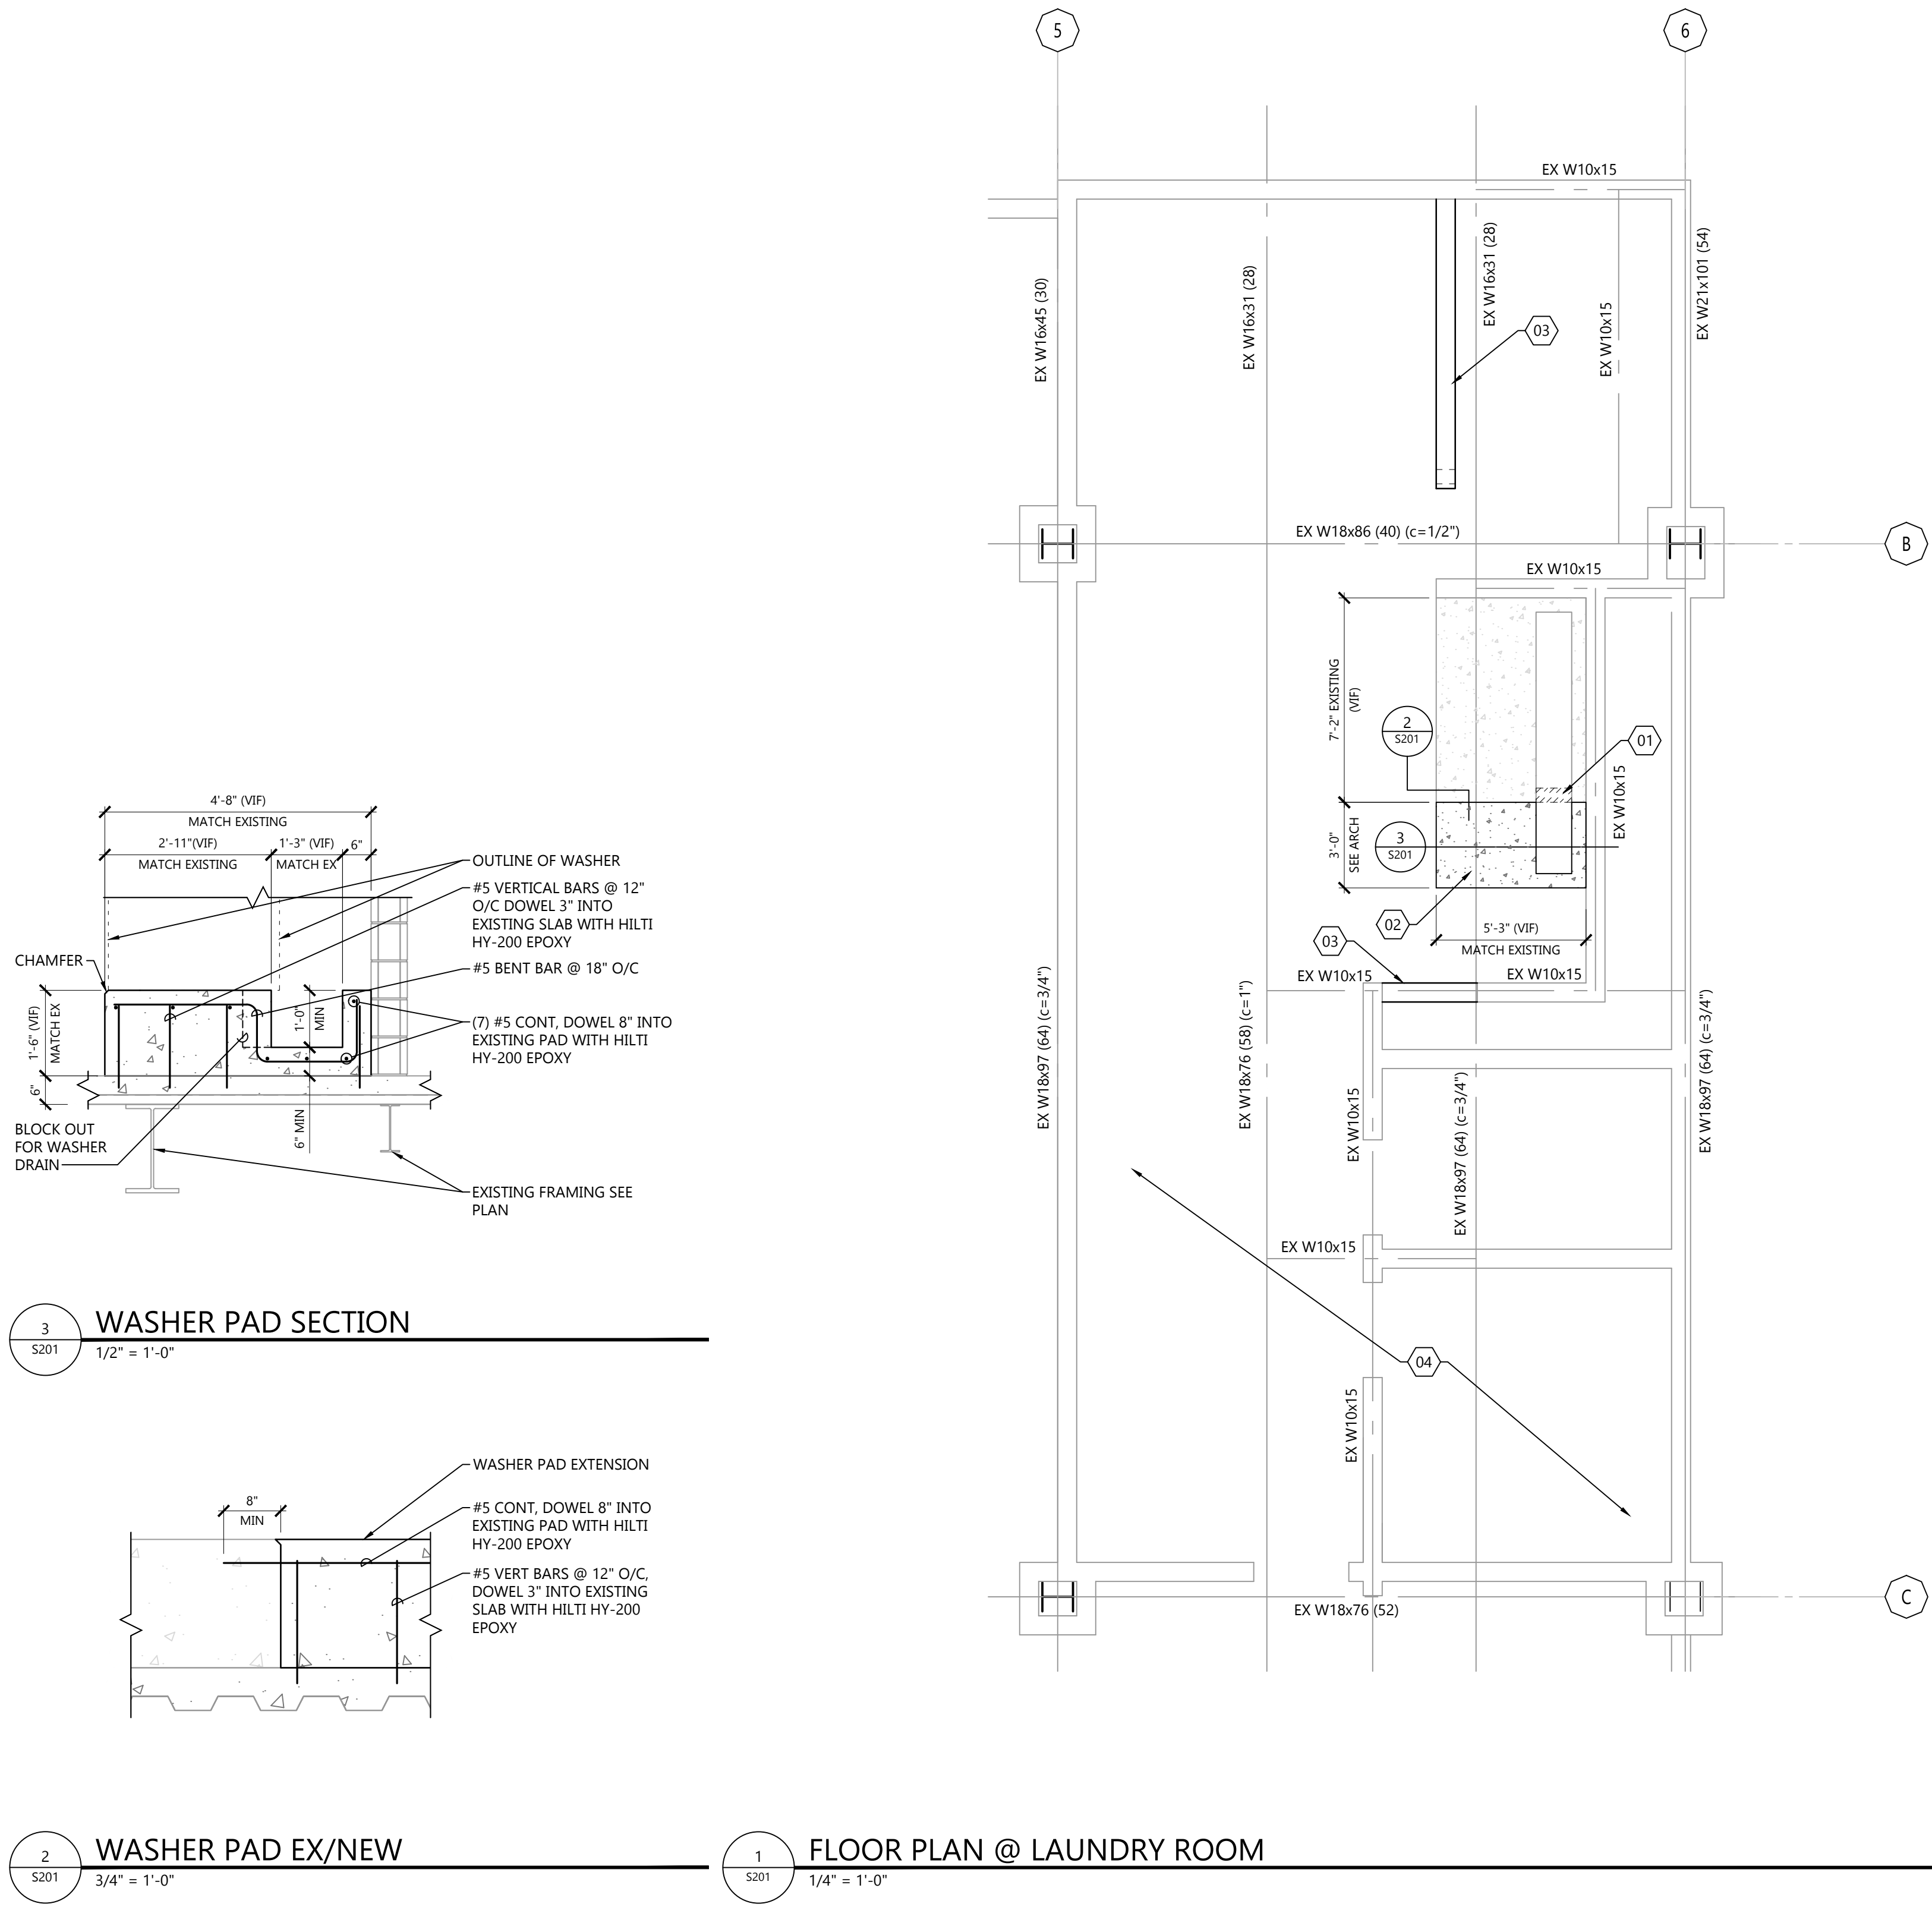 5
6
EX W10x15
EX W16x45 (30)
EX W16x31 (28)
EX W16x31 (28)
EX W10x15
EX W21x101 (54)
03
EX W18x86 (40) (c=1/2")
B
EX W10x15
7'-2" EXISTING
(VIF)
2
S201
01
EX W10x15
3'-0"
SEE ARCH
3
S201
02
5'-3" (VIF)
MATCH EXISTING
03
EX W10x15
EX W10x15
EX W18x97 (64) (c=3/4")
EX W18x76 (58) (c=1")
EX W10x15
EX W18x97 (64) (c=3/4")
EX W18x97 (64) (c=3/4")
EX W10x15
04
EX W10x15
C
EX W18x76 (52)
4'-8" (VIF)
MATCH EXISTING
2'-11"(VIF)
MATCH EXISTING
1'-3" (VIF)
MATCH EX
6"
OUTLINE OF WASHER
#5 VERTICAL BARS @ 12"
O/C DOWEL 3" INTO
EXISTING SLAB WITH HILTI
HY-200 EPOXY
CHAMFER
#5 BENT BAR @ 18" O/C
1'-6" (VIF)
MATCH EX
1'-0"
MIN
(7) #5 CONT, DOWEL 8" INTO
EXISTING PAD WITH HILTI
HY-200 EPOXY
6"
6" MIN
BLOCK OUT
FOR WASHER
DRAIN
EXISTING FRAMING SEE
PLAN
3
S201
WASHER PAD SECTION
1/2" = 1'-0"
WASHER PAD EXTENSION
8"
MIN
#5 CONT, DOWEL 8" INTO
EXISTING PAD WITH HILTI
HY-200 EPOXY
#5 VERT BARS @ 12" O/C,
DOWEL 3" INTO EXISTING
SLAB WITH HILTI HY-200
EPOXY
2
S201
WASHER PAD EX/NEW
3/4" = 1'-0"
1
S201
FLOOR PLAN @ LAUNDRY ROOM
1/4" = 1'-0"